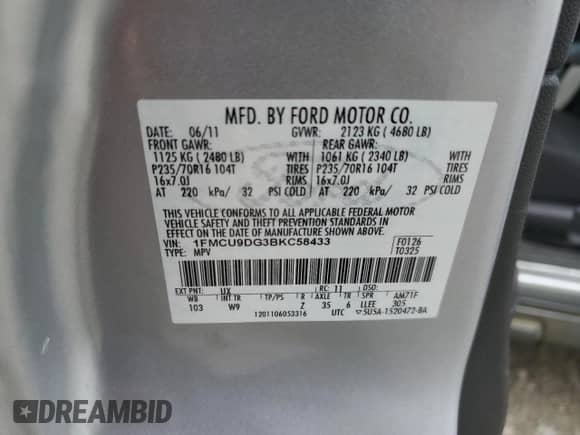 MFD. BY FORD MOTOR CO.
DATE: 06/11 GVWR: 2123 KG ( 4680 LB)
FRONT GAWR: REAR GAWR:
1125 KG ( 2480 LB) WITH 1061 KG ( 2340 LB) WITH
P235/70R16 104T TIRES P235/70R16 104T TIRES
16x7.0J RIMS 16x7.0J RIMS
AT 220 kPa/ 32 PSI COLD AT 220 kPa/ 32 PSI COLD
THIS VEHICLE CONFORMS TO ALL APPLICABLE FEDERAL MOTOR
VEHICLE SAFETY AND THEFT PREVENTION STANDARDS IN EFFECT
ON THE DATE OF MANUFACTURE SHOWN ABOVE.
VIN: 1FMCU9DG3BKC58433 F0126
TYPE: MPV T0325
EXT PNT: UX RC: 11 DSO:
WB INT TR TP/PS R AXLE TR SPR AM71F
103 W9 Z 35 6 LLEE 305
1201106053316 UTC 5U5A-1520472-BA
DREAMBID